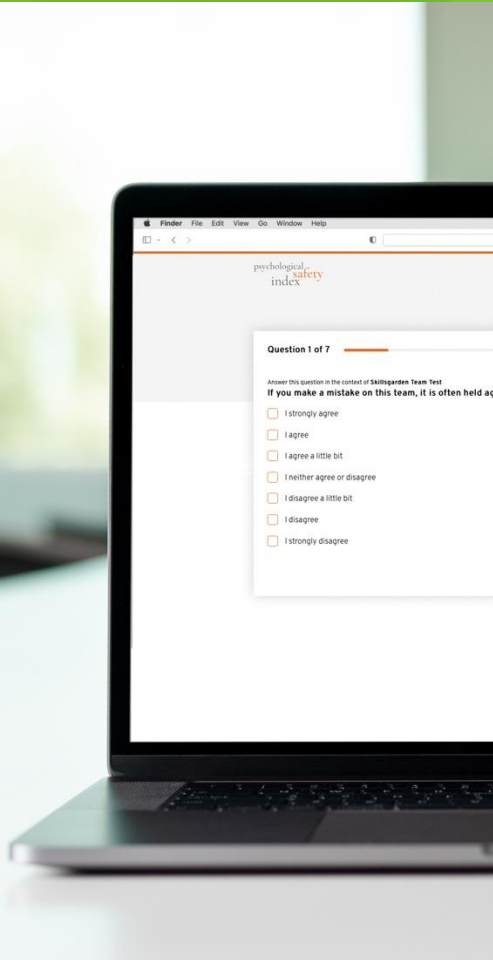 Finder File Edit View Go Window Help
psychological
safety
index
Question 1 of 7
Answer this question in the context of Skillsgarden Team Test
If you make a mistake on this team, it is often held
I strongly agree
I agree
I agree a little bit
I neither agree or disagree
I disagree a little bit
I disagree
I strongly disagree